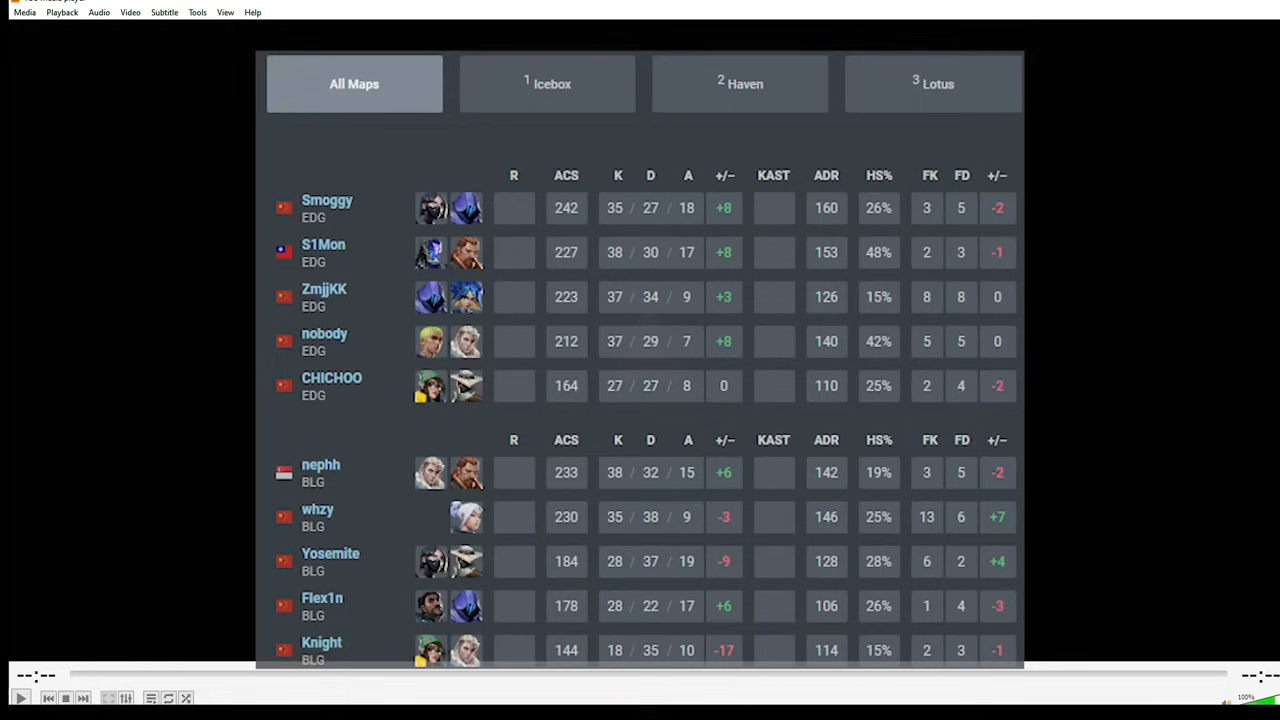 Media Playback Audio Video Subtitle Tools View Help
All Maps 1 Icebox 2 Haven 3 Lotus
R ACS K D A +/– KAST ADR HS% FK FD +/–
Smoggy EDG 242 35 / 27 / 18 +8 160 26% 3 5 -2
S1Mon EDG 227 38 / 30 / 17 +8 153 48% 2 3 -1
ZmjjKK EDG 223 37 / 34 / 9 +3 126 15% 8 8 0
nobody EDG 212 37 / 29 / 7 +8 140 42% 5 5 0
CHICHOO EDG 164 27 / 27 / 8 0 110 25% 2 4 -2
R ACS K D A +/– KAST ADR HS% FK FD +/–
nephh BLG 233 38 / 32 / 15 +6 142 19% 3 5 -2
whzy BLG 230 35 / 38 / 9 -3 146 25% 13 6 +7
Yosemite BLG 184 28 / 37 / 19 -9 128 28% 6 2 +4
Flex1n BLG 178 28 / 22 / 17 +6 106 26% 1 4 -3
Knight BLG 144 18 / 35 / 10 -17 114 15% 2 3 -1
--:-- --:--
100%